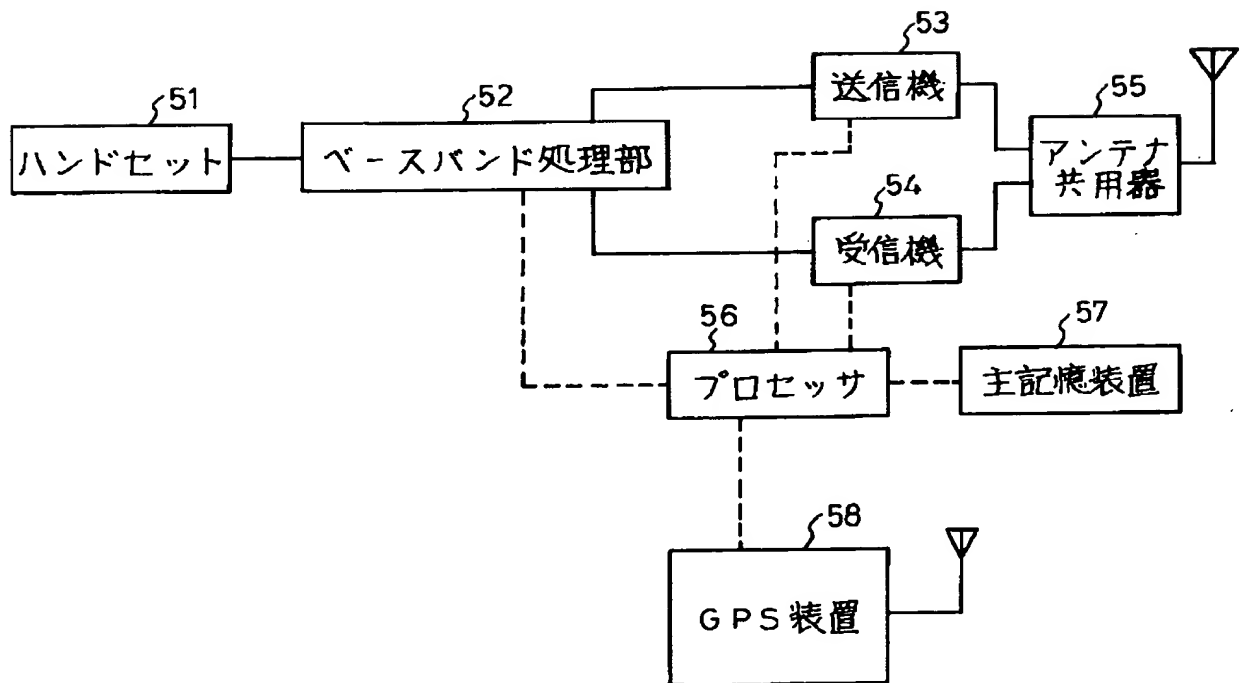 53
送信機
55
アンテナ
共用器
51
ハンドセット
52
ベースバンド処理部
54
受信機
56
プロセッサ
57
主記憶装置
58
GPS装置